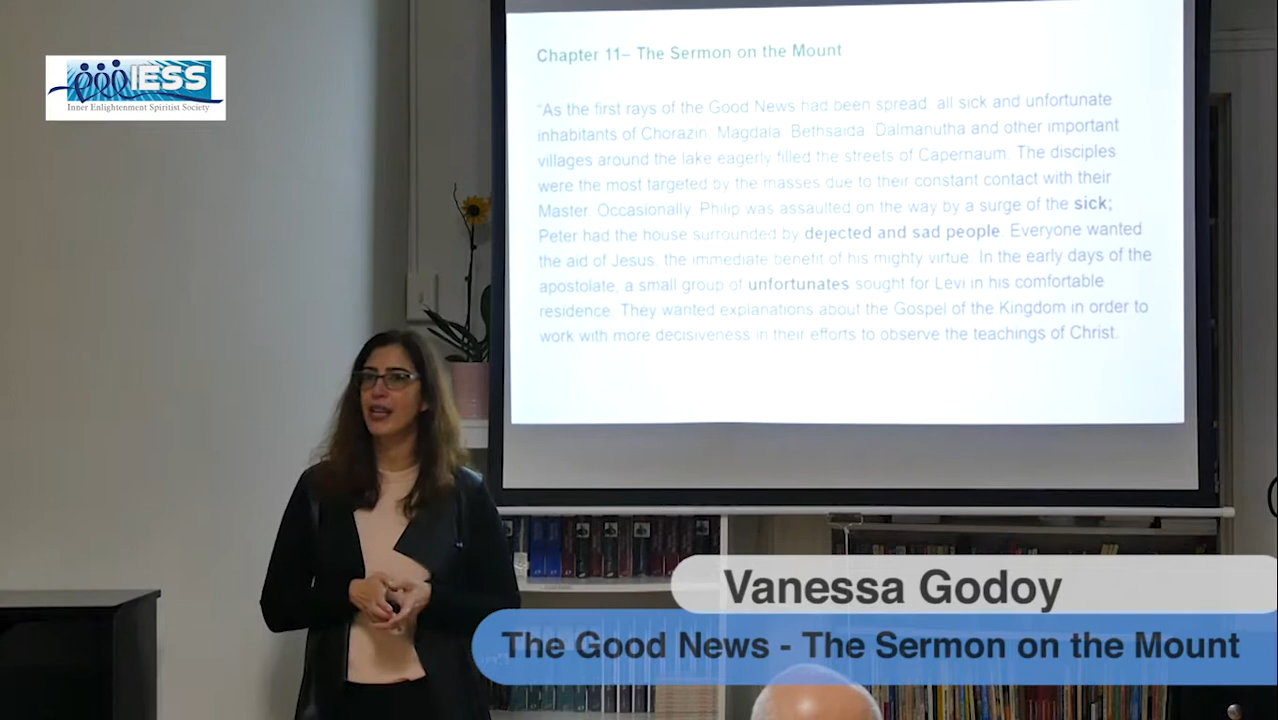 IESS
Inner Enlightenment Spiritist Society
Chapter 11– The Sermon on the Mount
"As the first rays of the Good News had been spread, all sick and unfortunate
inhabitants of Chorazin, Magdala, Bethsaida, Dalmanutha and other important
villages around the lake eagerly filled the streets of Capernaum. The disciples
were the most targeted by the masses due to their constant contact with their
Master. Occasionally, Philip was assaulted on the way by a surge of the sick;
Peter had the house surrounded by dejected and sad people. Everyone wanted
the aid of Jesus, the immediate benefit of his mighty virtue. In the early days of the
apostolate, a small group of unfortunates sought for Levi in his comfortable
residence. They wanted explanations about the Gospel of the Kingdom in order to
work with more decisiveness in their efforts to observe the teachings of Christ.
Vanessa Godoy
The Good News - The Sermon on the Mount